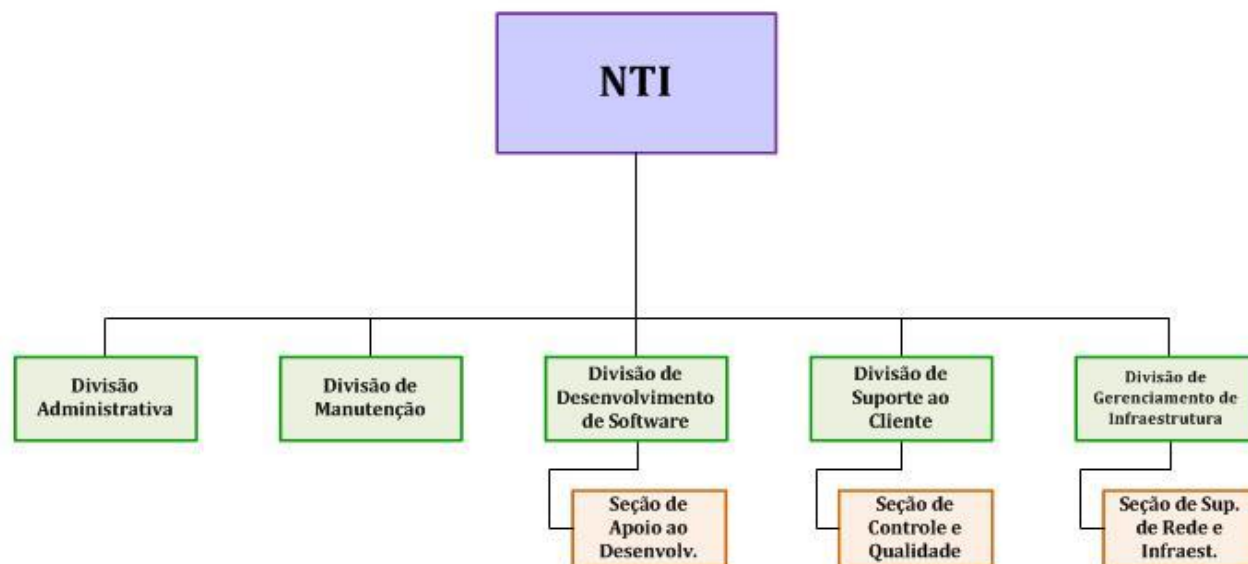 NTI
Divisão
Administrativa
Divisão de
Manutenção
Divisão de
Desenvolvimento
de Software
Divisão de
Suporte ao
Cliente
Divisão de
Gerenciamento de
Infraestrutura
Seção de
Apoio ao
Desenvolv.
Seção de
Controle e
Qualidade
Seção de Sup.
de Rede e
Infraest.